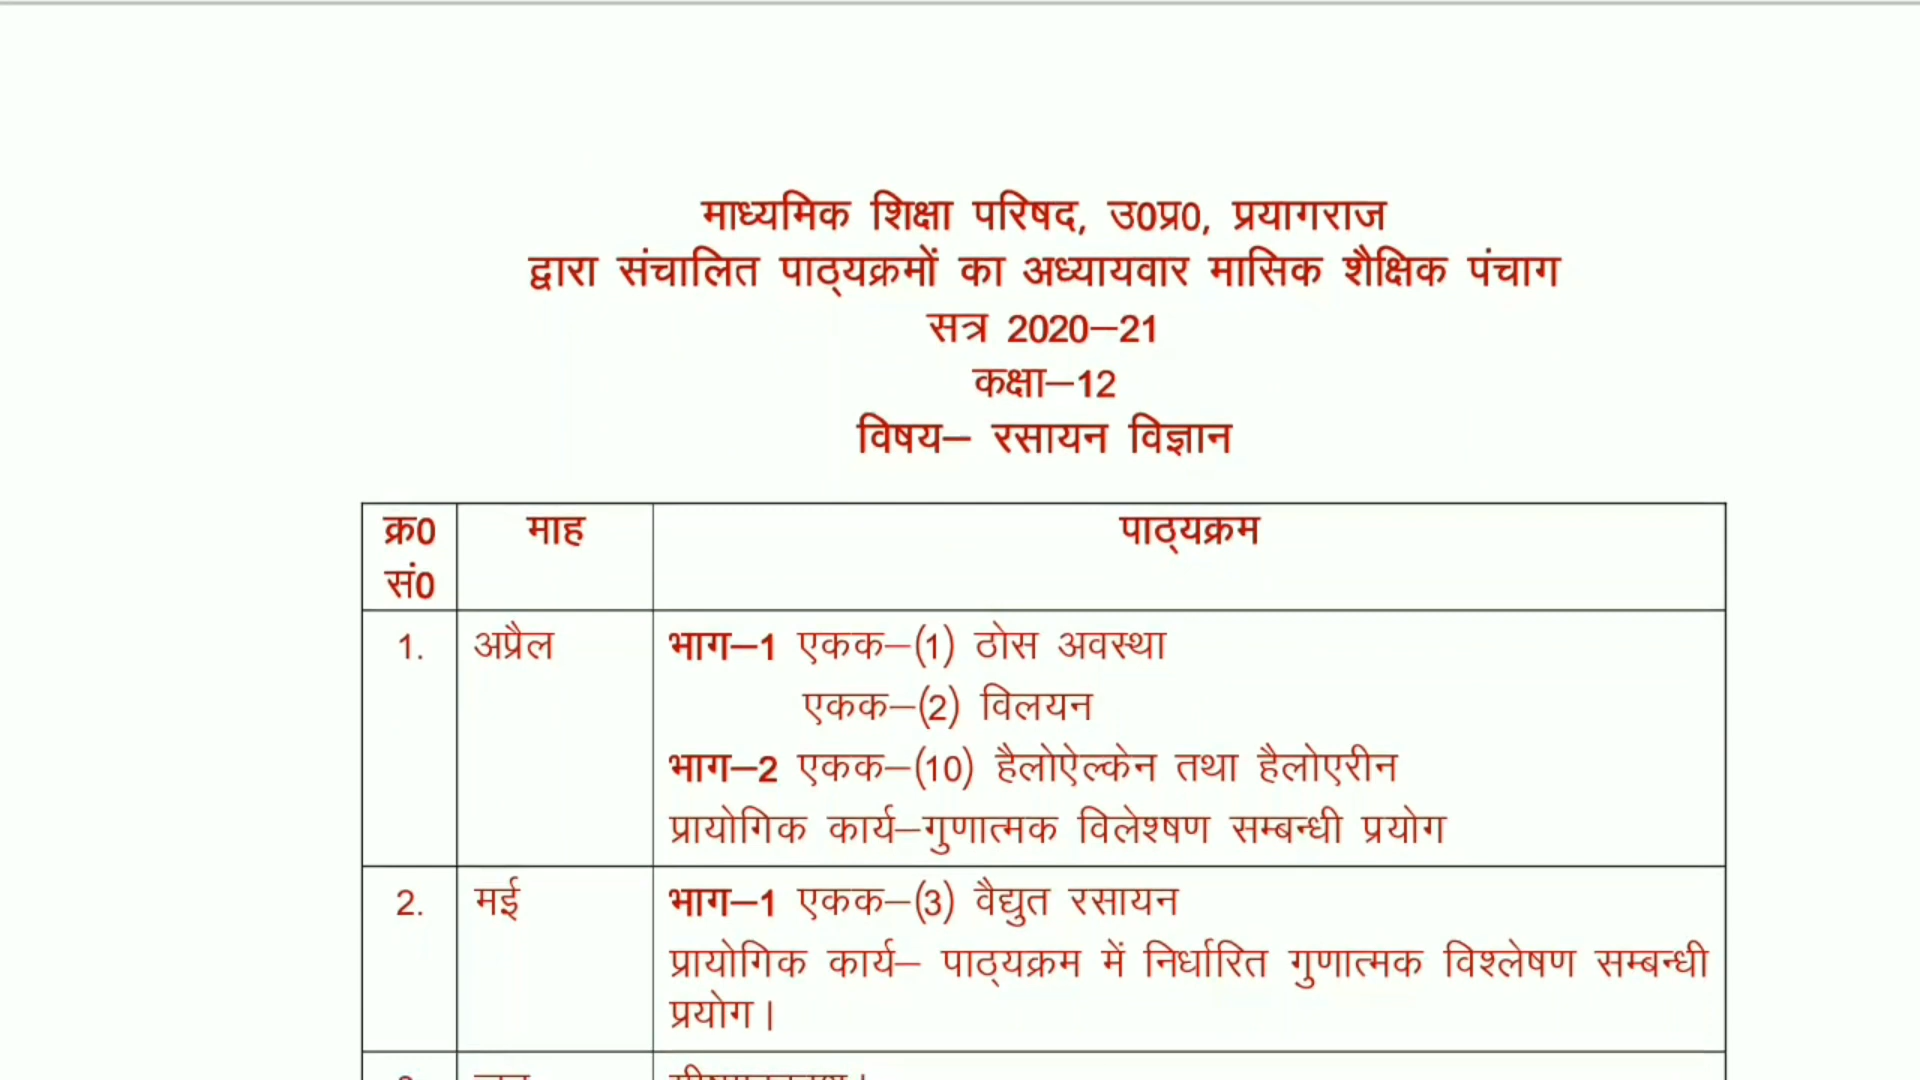 माध्यमिक शिक्षा परिषद, उ0प्र0, प्रयागराज
द्वारा संचालित पाठ्यक्रमों का अध्यायवार मासिक शैक्षिक पंचाग
सत्र 2020–21
कक्षा–12
विषय– रसायन विज्ञान
क्र0 सं0 माह पाठ्यक्रम
1. अप्रैल भाग–1 एकक–(1) ठोस अवस्था
एकक–(2) विलयन
भाग–2 एकक–(10) हैलोऐल्केन तथा हैलोएरीन
प्रायोगिक कार्य–गुणात्मक विलेश्षण सम्बन्धी प्रयोग
2. मई भाग–1 एकक–(3) वैद्युत रसायन
प्रायोगिक कार्य– पाठ्यक्रम में निर्धारित गुणात्मक विश्लेषण सम्बन्धी
प्रयोग।